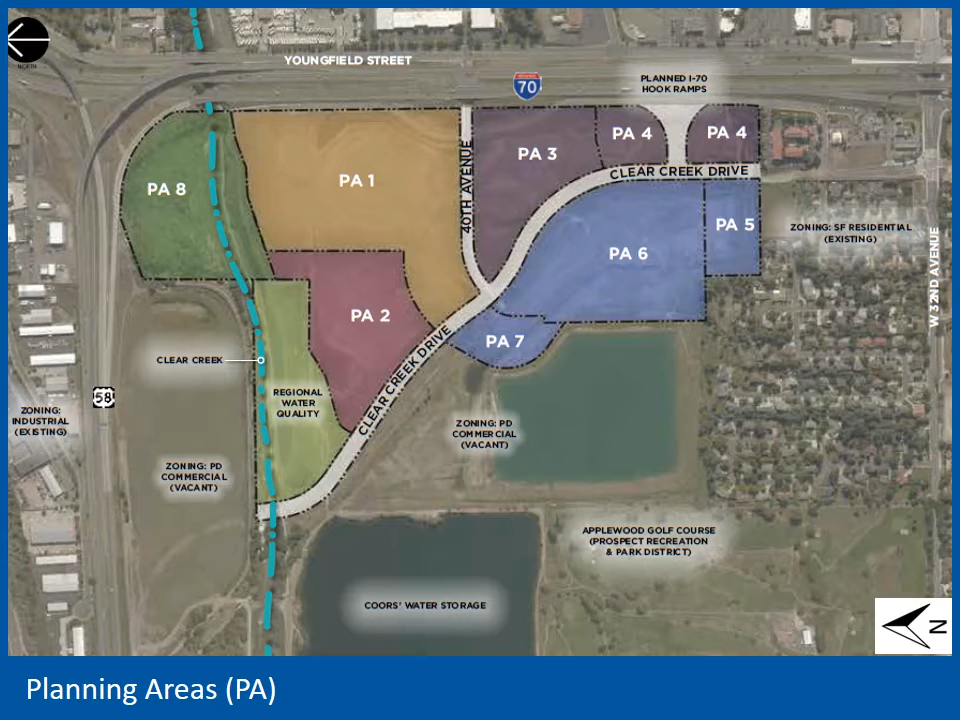 NORTH
YOUNGFIELD STREET
INTERSTATE
70
PLANNED I-70
HOOK RAMPS
PA 8
PA 1
40TH AVENUE
PA 3
PA 4
PA 4
CLEAR CREEK DRIVE
PA 6
PA 5
ZONING: SF RESIDENTIAL
(EXISTING)
W 32ND AVENUE
PA 2
PA 7
CLEAR CREEK DRIVE
CLEAR CREEK
58
REGIONAL
WATER
QUALITY
ZONING:
INDUSTRIAL
(EXISTING)
ZONING: PD
COMMERCIAL
(VACANT)
ZONING: PD
COMMERCIAL
(VACANT)
APPLEWOOD GOLF COURSE
(PROSPECT RECREATION
& PARK DISTRICT)
COORS' WATER STORAGE
N
Planning Areas (PA)